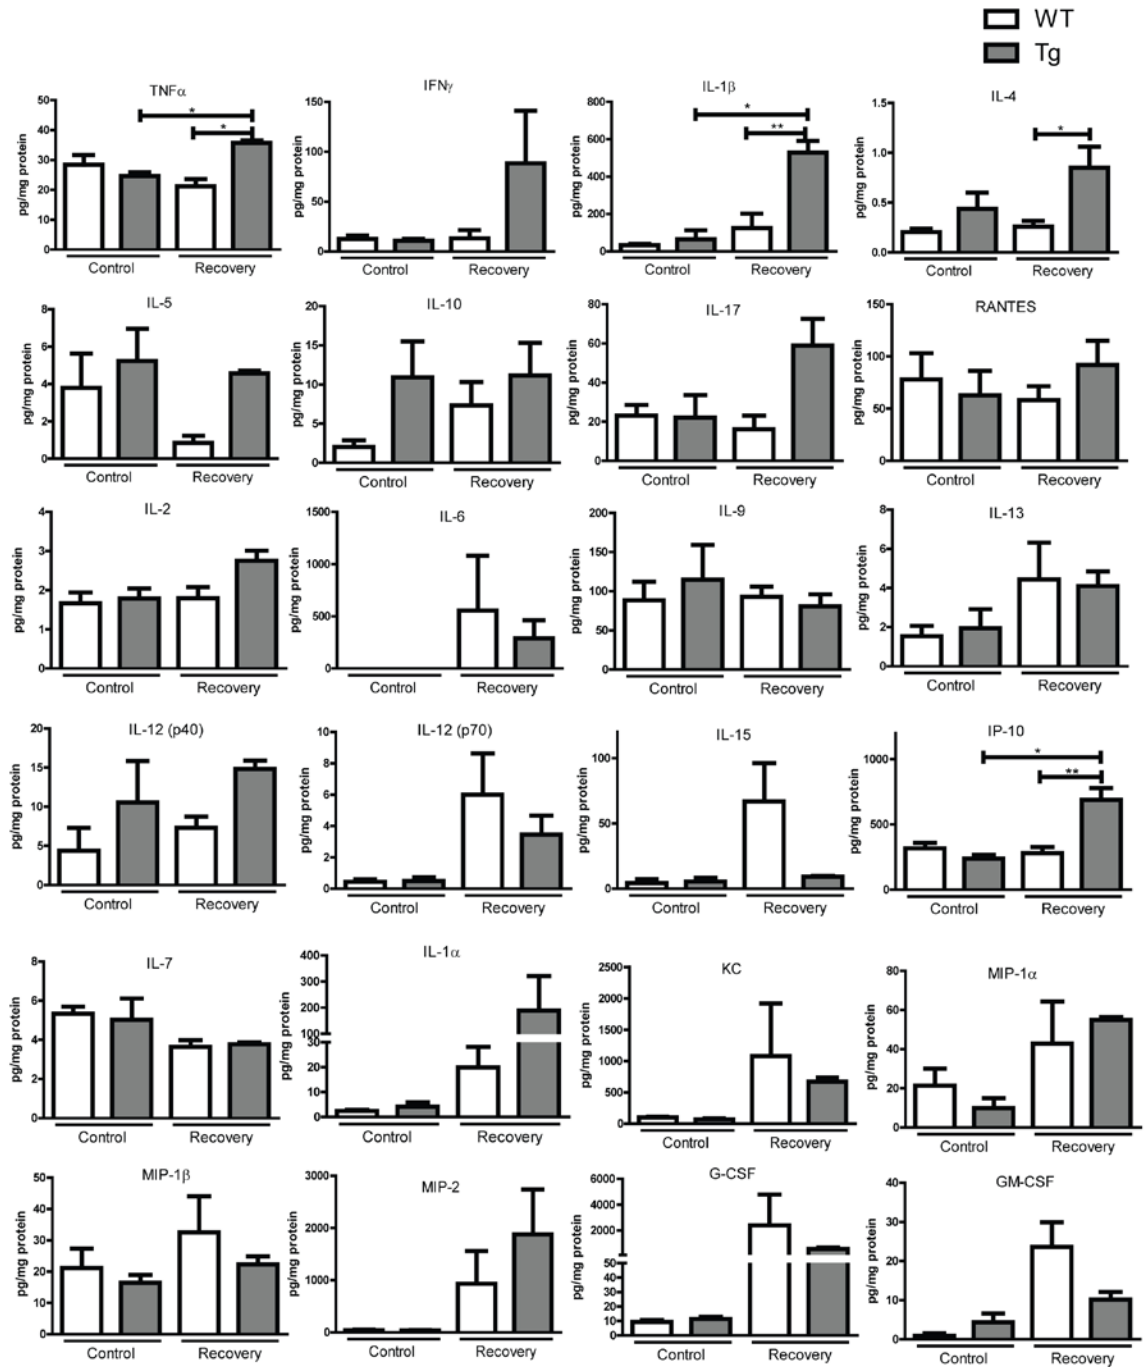 WT
Tg
TNFα
50
40
30
20
10
0
pg/mg protein
*
*
Control
Recovery
IFNγ
150
100
50
0
pg/mg protein
Control
Recovery
IL-1β
800
600
400
200
0
pg/mg protein
*
**
Control
Recovery
IL-4
1.5
1.0
0.5
0.0
pg/mg protein
*
Control
Recovery
IL-5
8
6
4
2
0
pg/mg protein
Control
Recovery
IL-10
20
15
10
5
0
pg/mg protein
Control
Recovery
IL-17
80
60
40
20
0
pg/mg protein
Control
Recovery
RANTES
150
100
50
0
pg/mg protein
Control
Recovery
IL-2
4
3
2
1
0
pg/mg protein
Control
Recovery
IL-6
1500
1000
500
0
pg/mg protein
Control
Recovery
IL-9
200
150
100
50
0
pg/mg protein
Control
Recovery
IL-13
8
6
4
2
0
pg/mg protein
Control
Recovery
IL-12 (p40)
20
15
10
5
0
pg/mg protein
Control
Recovery
IL-12 (p70)
10
8
6
4
2
0
pg/mg protein
Control
Recovery
IL-15
100
50
0
pg/mg protein
Control
Recovery
IP-10
1000
500
0
pg/mg protein
*
**
Control
Recovery
IL-7
8
6
4
2
0
pg/mg protein
Control
Recovery
IL-1α
400
300
200
100
30
20
10
0
pg/mg protein
Control
Recovery
KC
2500
2000
1500
1000
500
0
pg/mg protein
Control
Recovery
MIP-1α
80
60
40
20
0
pg/mg protein
Control
Recovery
MIP-1β
50
40
30
20
10
0
pg/mg protein
Control
Recovery
MIP-2
3000
2000
1000
0
pg/mg protein
Control
Recovery
G-CSF
6000
4000
2000
50
40
30
20
10
0
pg/mg protein
Control
Recovery
GM-CSF
40
30
20
10
0
pg/mg protein
Control
Recovery